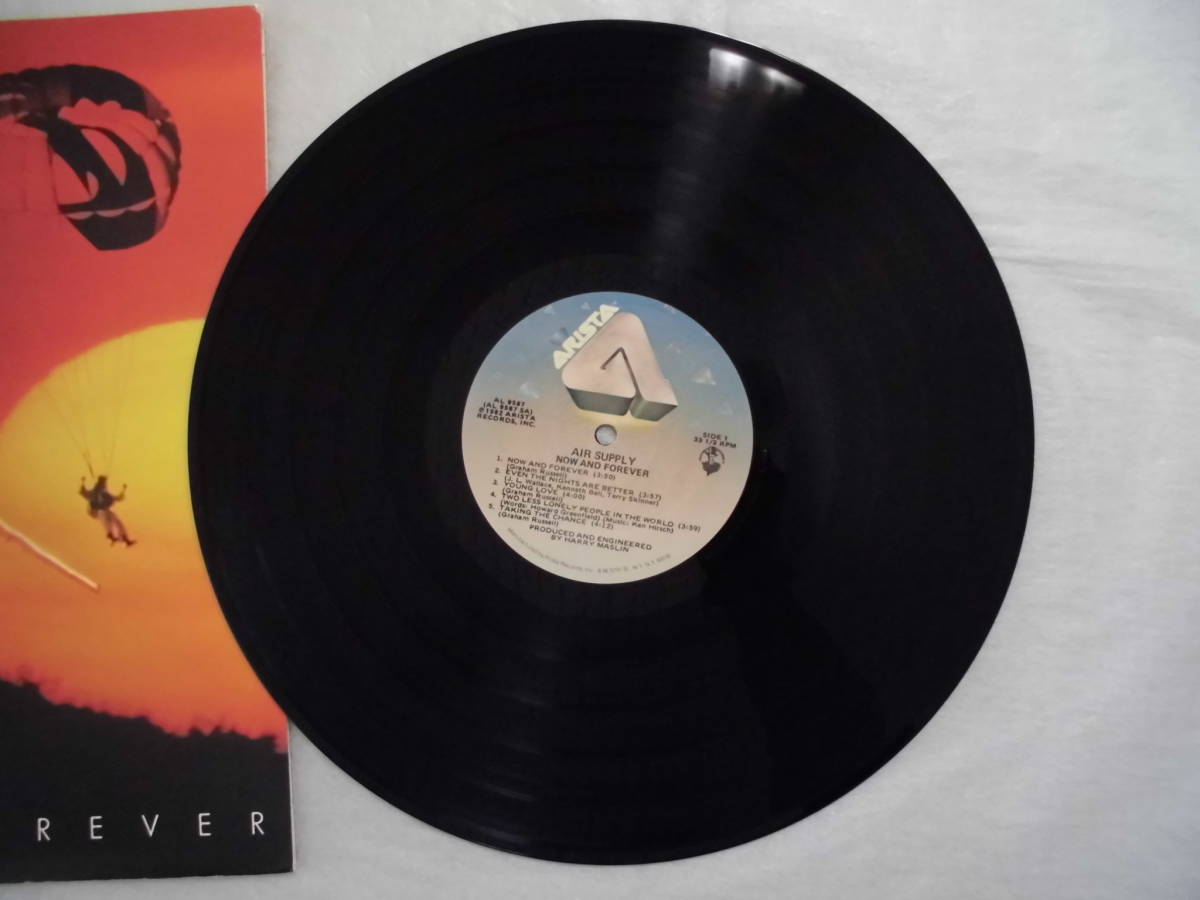 ARISTA
AL 9587
(AL 9587 SA)
℗1982 ARISTA
RECORDS, INC.
SIDE 1
33 1/3 RPM
AIR SUPPLY
NOW AND FOREVER
1. NOW AND FOREVER (3:50)
(Graham Russell)
2. EVEN THE NIGHTS ARE BETTER (3:57)
(J. L. Wallace, Kenneth Bell, Terry Skinner)
3. YOUNG LOVE (4:00)
(Graham Russell)
4. TWO LESS LONELY PEOPLE IN THE WORLD (3:59)
(Words: Howard Greenfield) (Music: Ken Hirsch)
5. TAKING THE CHANCE (4:12)
(Graham Russell)
PRODUCED AND ENGINEERED
BY HARRY MASLIN
REVER